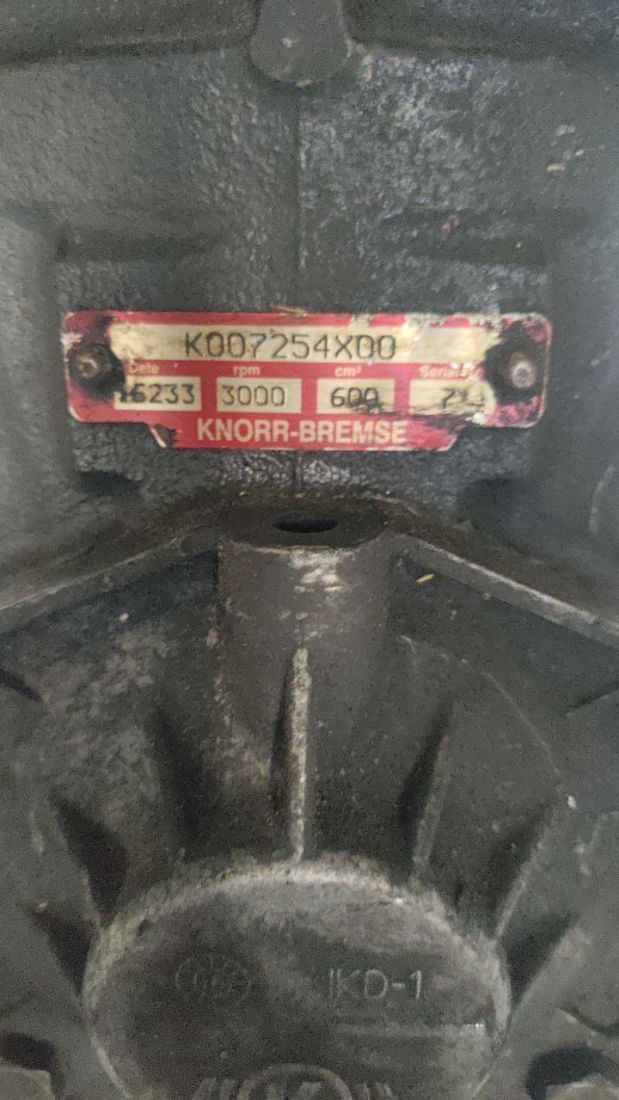 K007254X00
Date rpm cm³
16233 3000 600
KNORR-BREMSE
KD-1